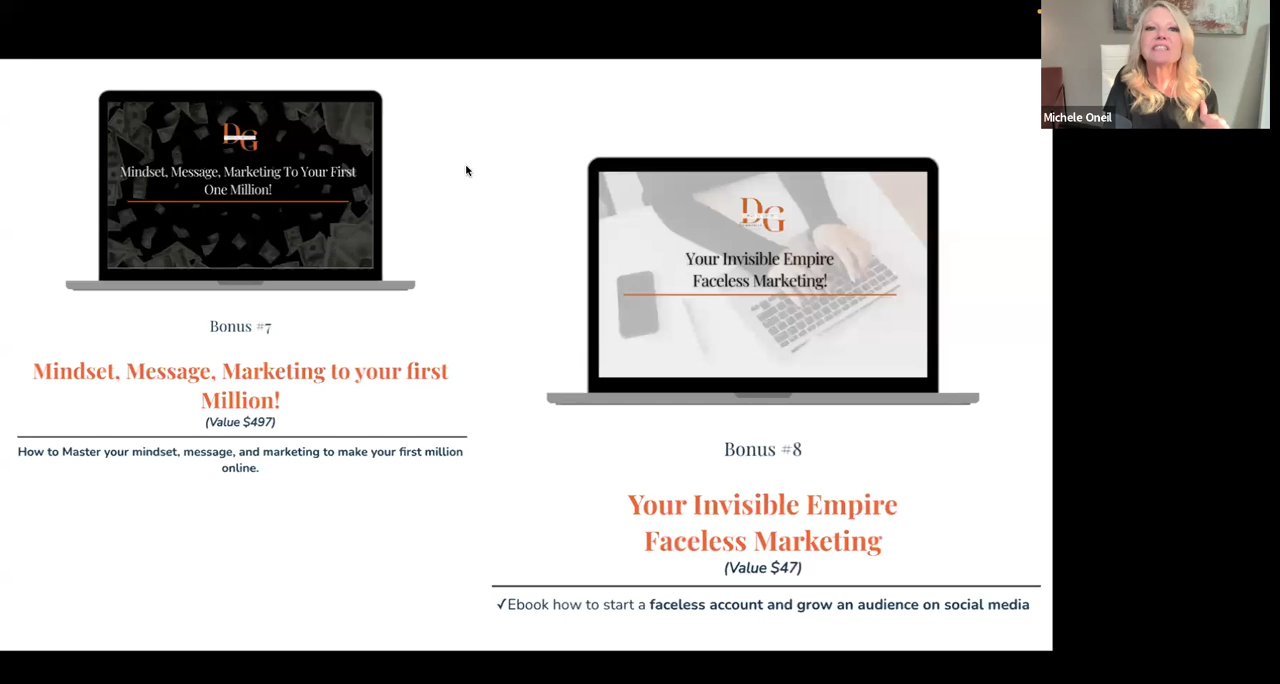 Michele Oneil
DG
Mindset, Message, Marketing To Your First
One Million!
Bonus #7
Mindset, Message, Marketing to your first
Million!
(Value $497)
How to Master your mindset, message, and marketing to make your first million
online.
DG
Your Invisible Empire
Faceless Marketing!
Bonus #8
Your Invisible Empire
Faceless Marketing
(Value $47)
✓Ebook how to start a faceless account and grow an audience on social media